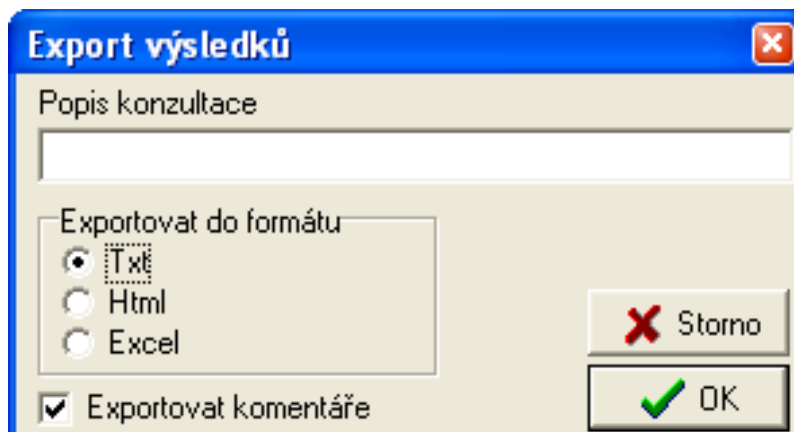 Export výsledků
Popis konzultace
Exportovat do formátu
Txt
Html
Excel
Storno
Exportovat komentáře
OK